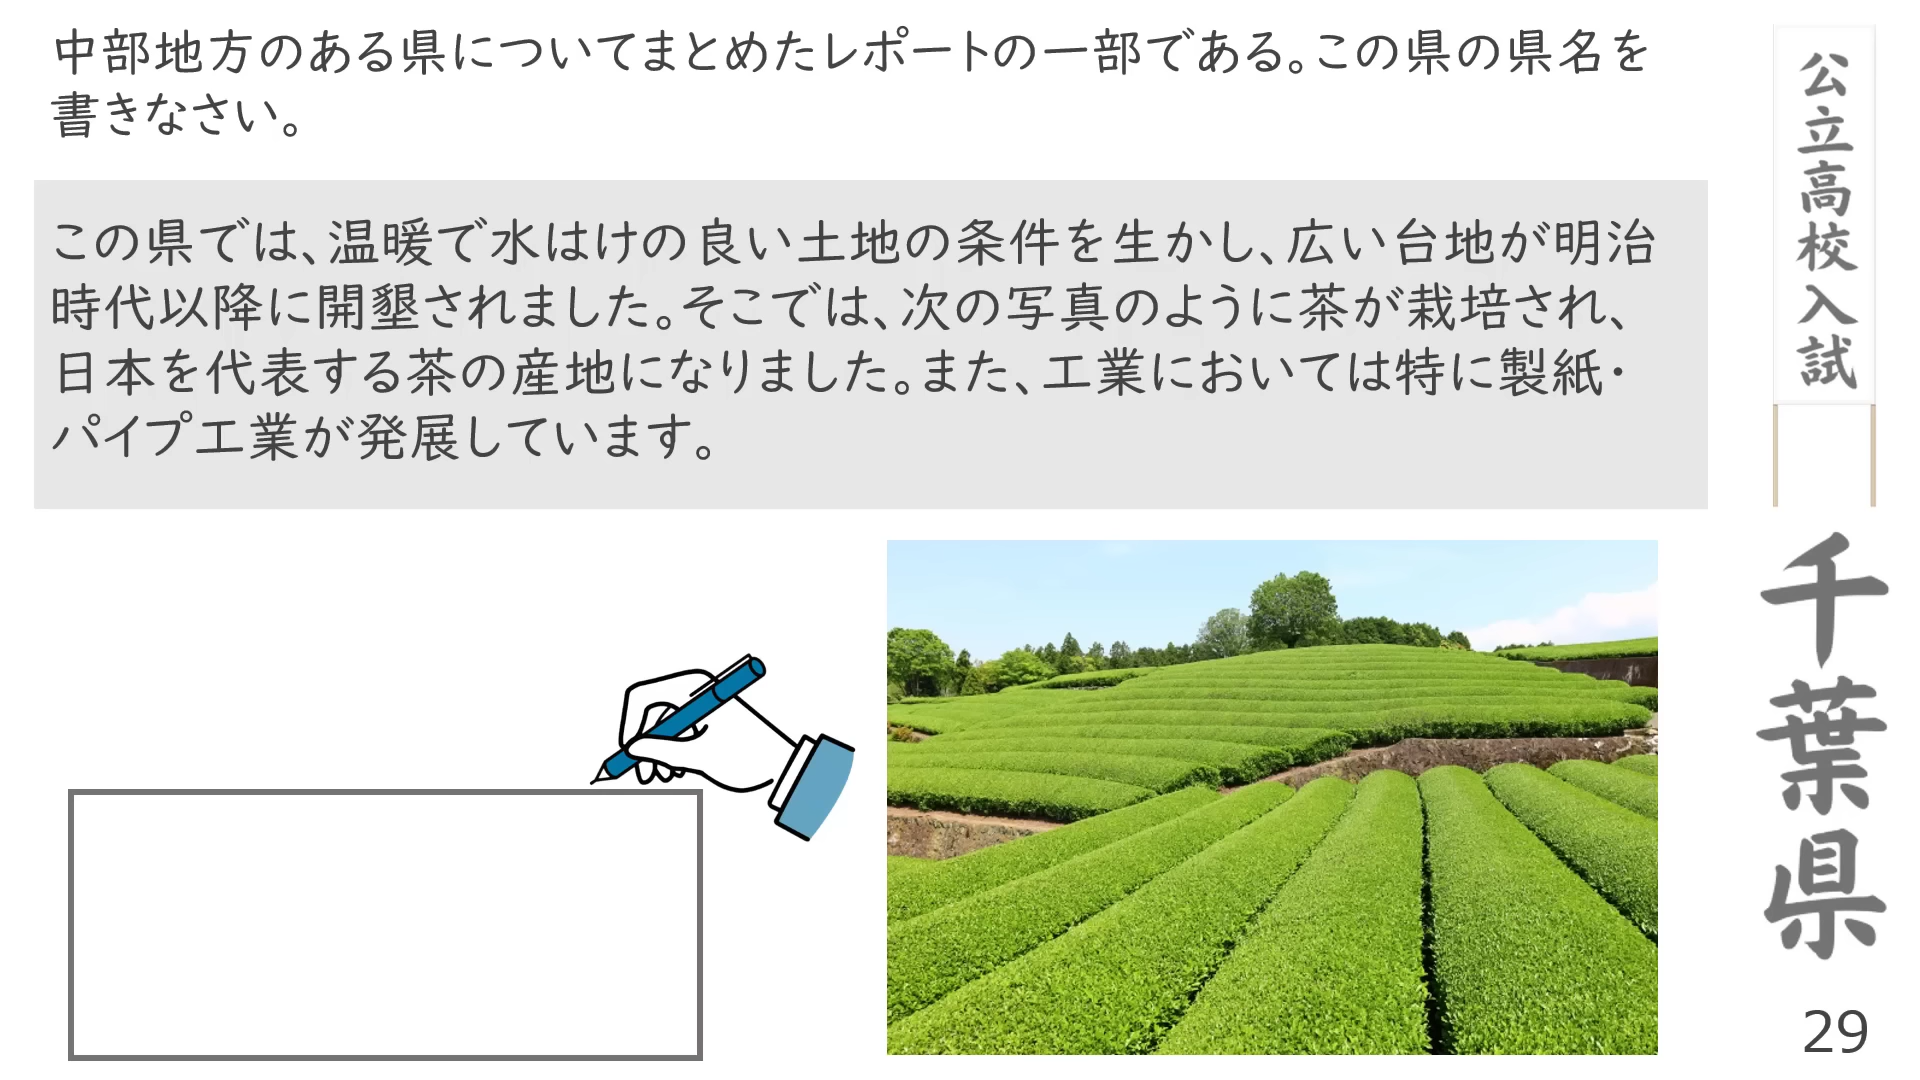 中部地方のある県についてまとめたレポートの一部である。この県の県名を
書きなさい。
この県では、温暖で水はけの良い土地の条件を生かし、広い台地が明治
時代以降に開墾されました。そこでは、次の写真のように茶が栽培され、
日本を代表する茶の産地になりました。また、工業においては特に製紙・
パイプ工業が発展しています。
公立高校入試
千葉県
29